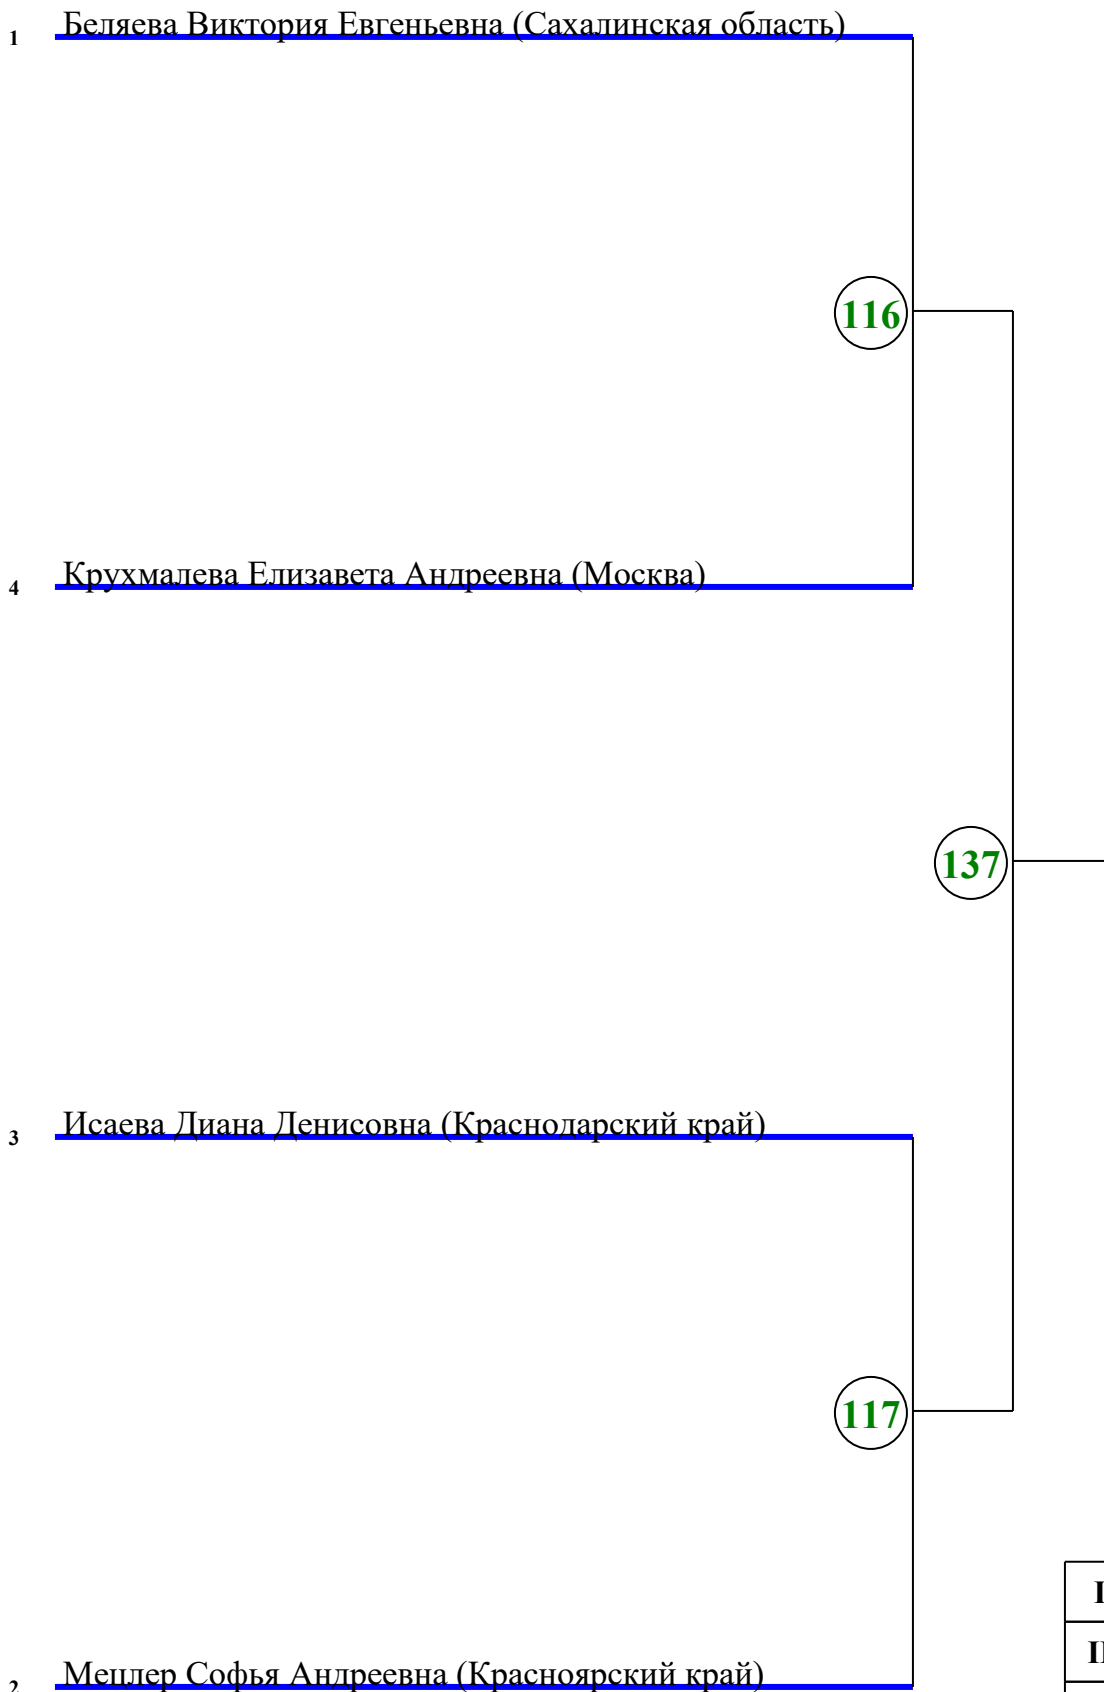 1 Беляева Виктория Евгеньевна (Сахалинская область)
116
4 Крухмалева Елизавета Андреевна (Москва)
137
3 Исаева Диана Денисовна (Краснодарский край)
117
I
II
2 Мецлер Софья Андреевна (Красноярский край)